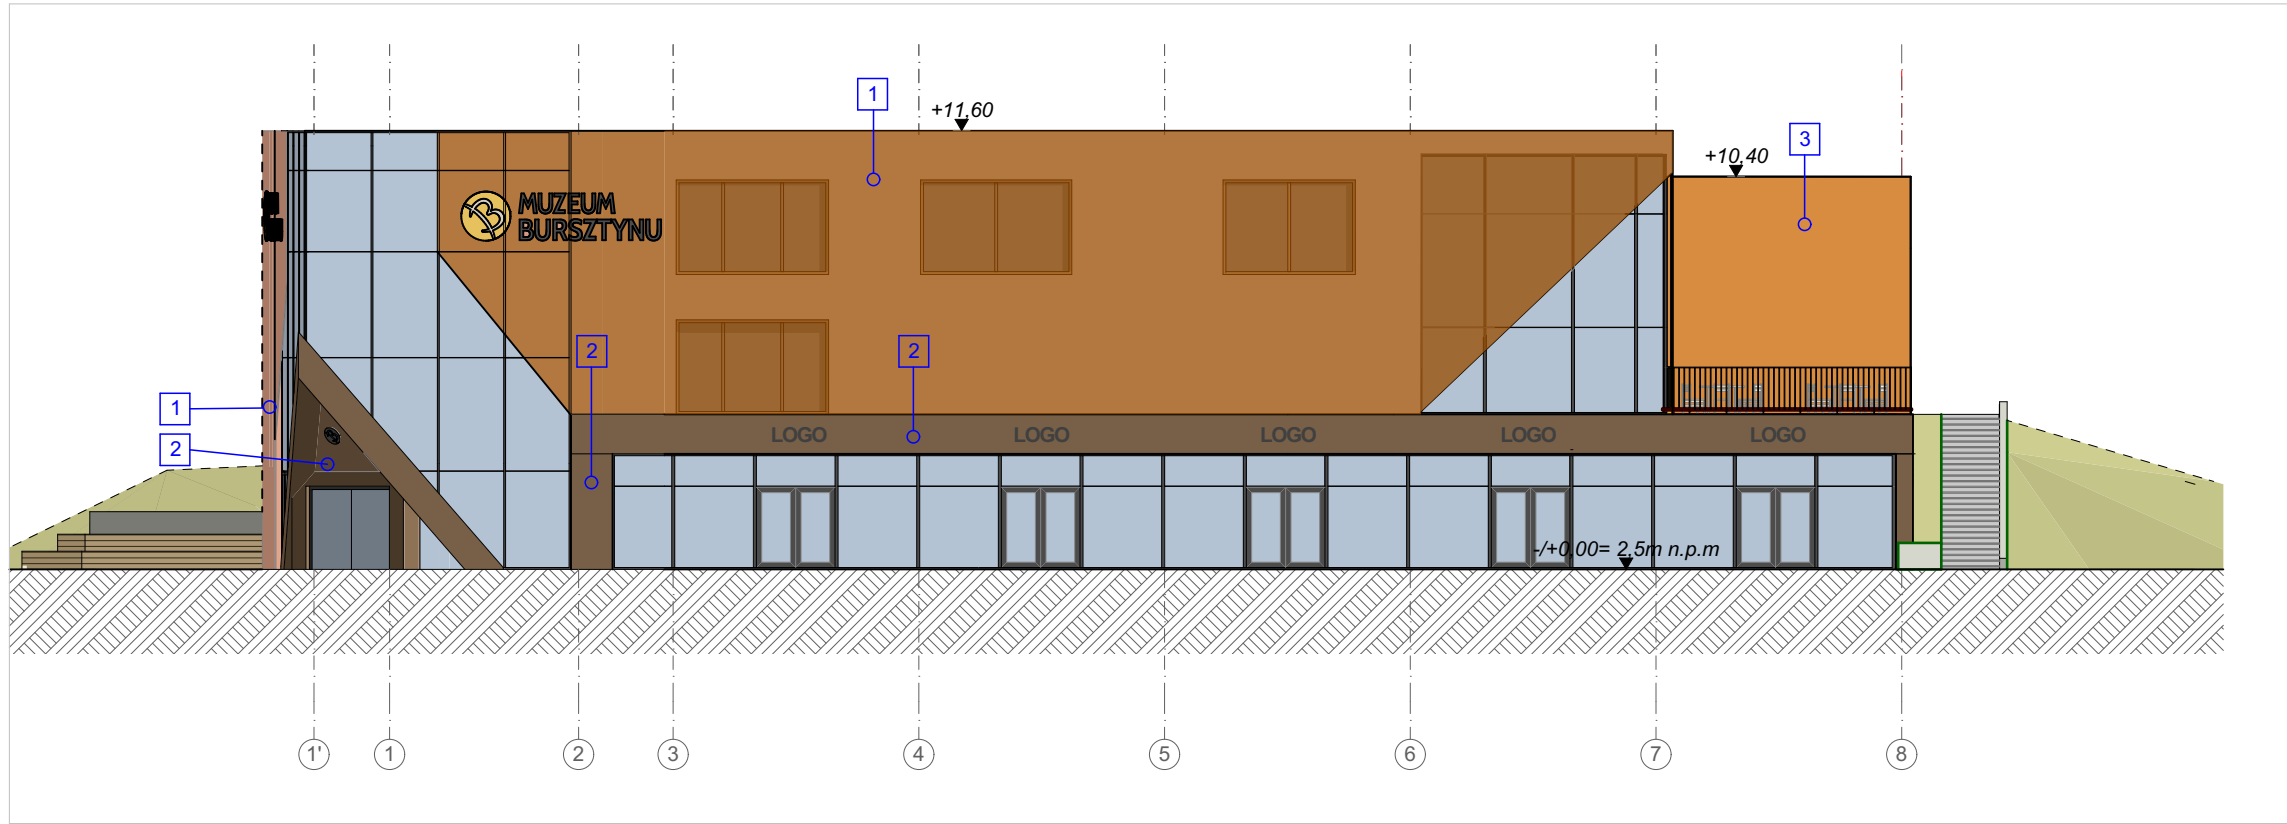 1
+11,60
3
+10,40
MUZEUM
BURSZTYNU
2
2
1
2
LOGO
LOGO
LOGO
LOGO
LOGO
-/+0,00= 2,5m n.p.m
1'
1
2
3
4
5
6
7
8